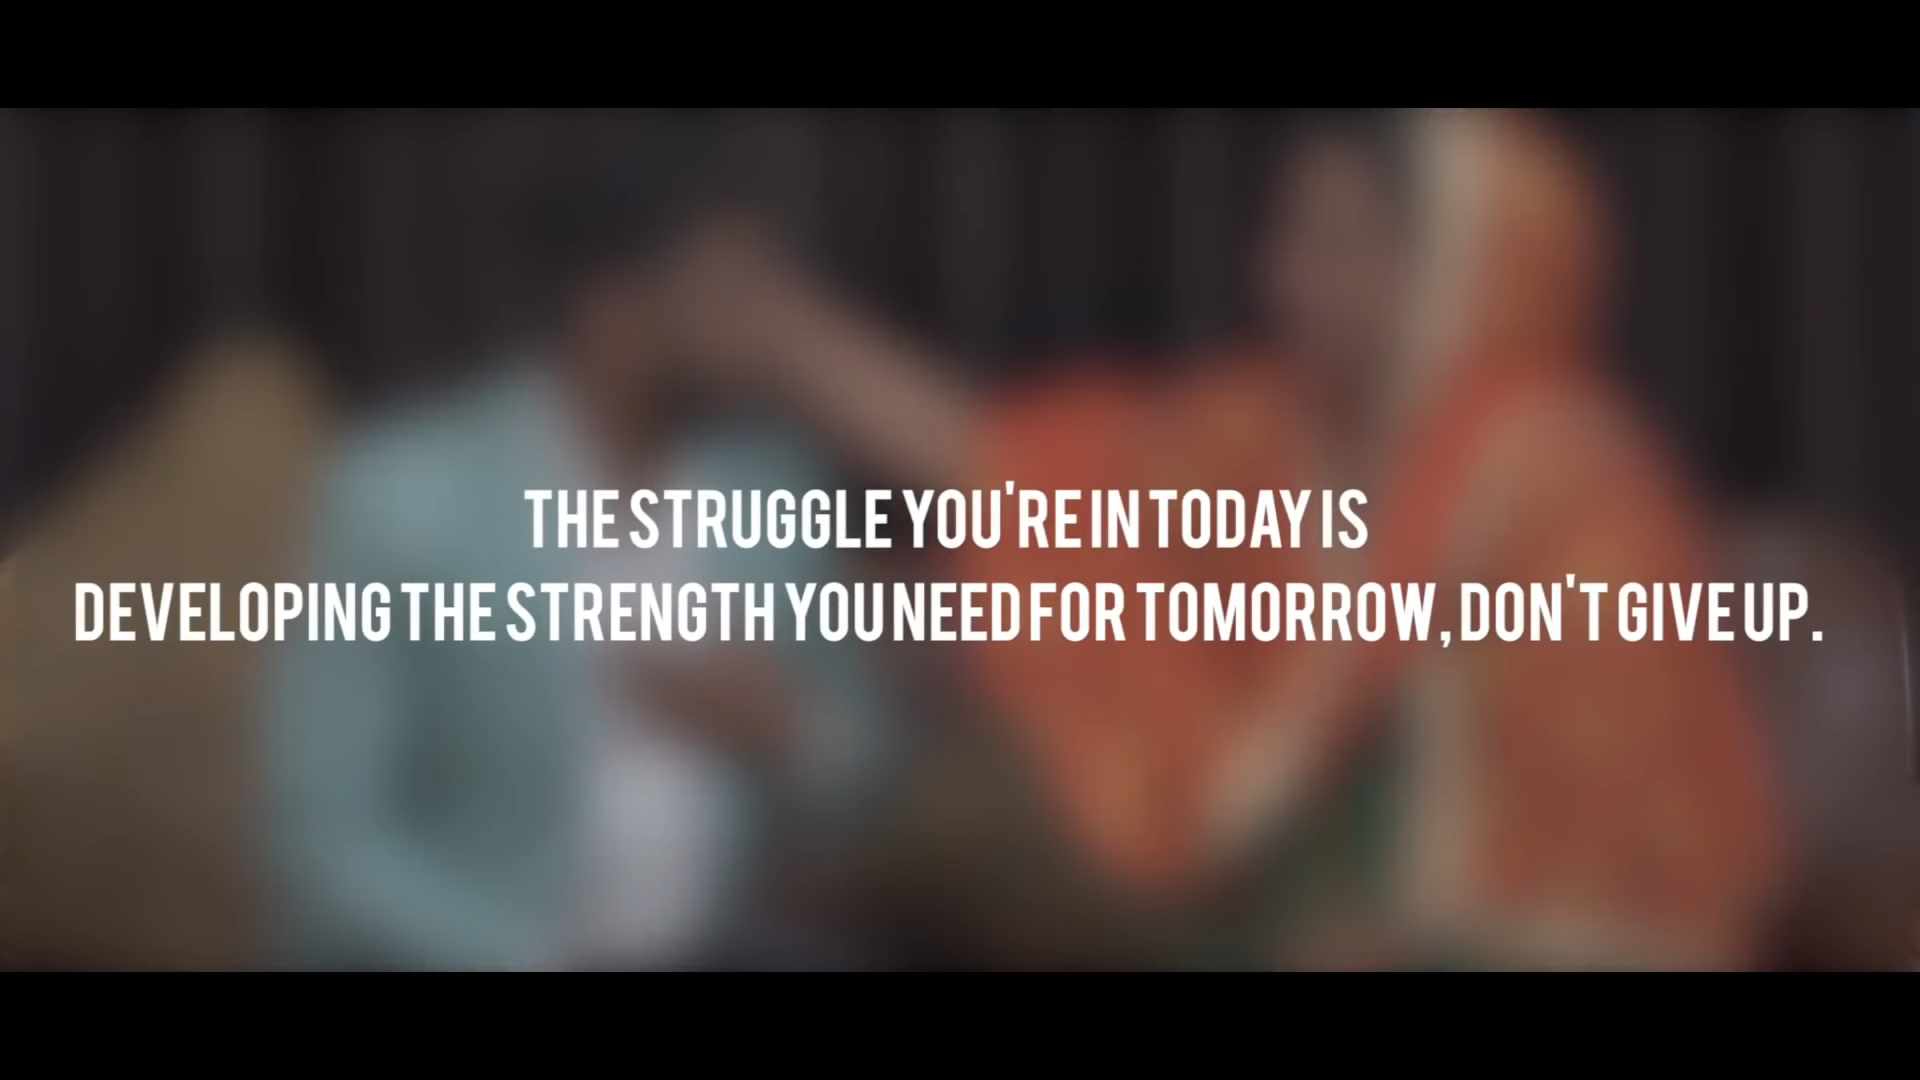 THE STRUGGLE YOU'RE IN TODAY IS
DEVELOPING THE STRENGTH YOU NEED FOR TOMORROW, DON'T GIVE UP.